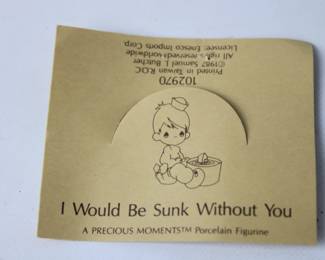 102970
Printed in Taiwan R.O.C
©1987 Samuel J. Butcher
All rights reserved worldwide
Licensee, Enesco Imports Corp.
I Would Be Sunk Without You
A PRECIOUS MOMENTS™ Porcelain Figurine